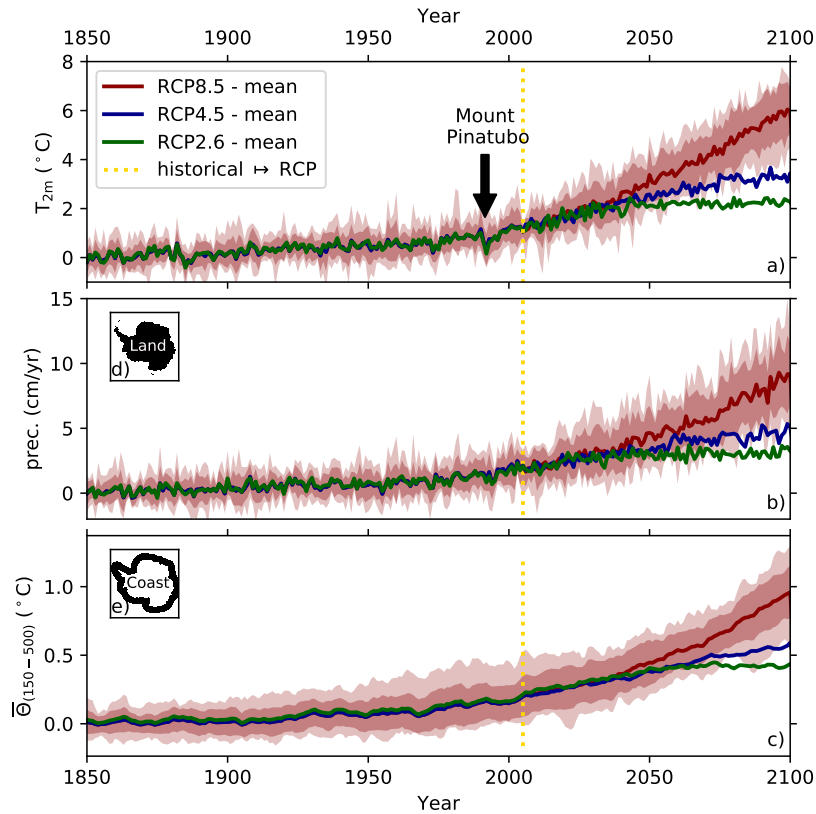 Year
1850 1900 1950 2000 2050 2100
8
6
4
2
0
T2m (°C)
RCP8.5 - mean
RCP4.5 - mean
RCP2.6 - mean
historical ↦ RCP
Mount
Pinatubo
a)
15
10
5
0
prec. (cm/yr)
Land
d)
b)
1.0
0.5
0.0
Θ̅(150−500) (°C)
Coast
e)
c)
1850 1900 1950 2000 2050 2100
Year